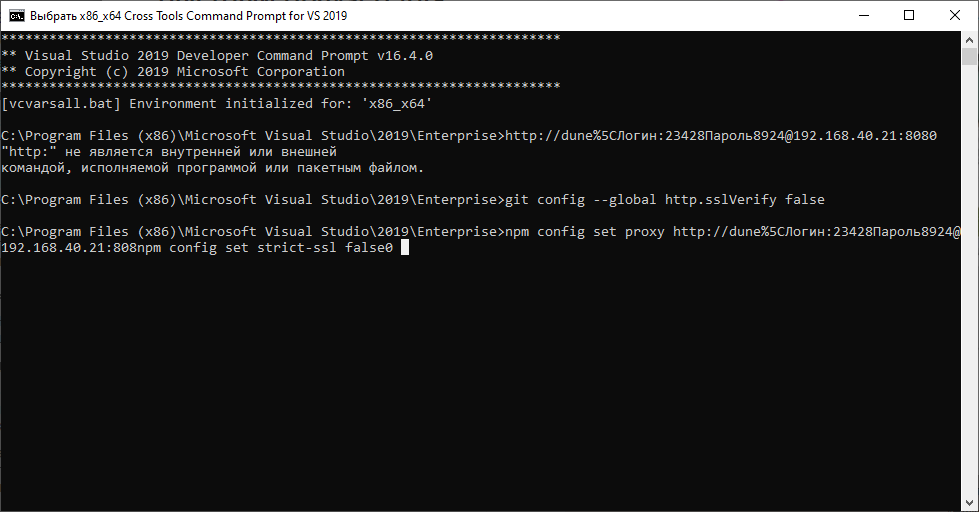 Выбрать x86_x64 Cross Tools Command Prompt for VS 2019
**********************************************************************
** Visual Studio 2019 Developer Command Prompt v16.4.0
** Copyright (c) 2019 Microsoft Corporation
**********************************************************************
[vcvarsall.bat] Environment initialized for: 'x86_x64'
C:\Program Files (x86)\Microsoft Visual Studio\2019\Enterprise>http://dune%5CЛогин:23428Пароль8924@192.168.40.21:8080
"http:" не является внутренней или внешней
командой, исполняемой программой или пакетным файлом.
C:\Program Files (x86)\Microsoft Visual Studio\2019\Enterprise>git config --global http.sslVerify false
C:\Program Files (x86)\Microsoft Visual Studio\2019\Enterprise>npm config set proxy http://dune%5CЛогин:23428Пароль8924@
192.168.40.21:808npm config set strict-ssl false0